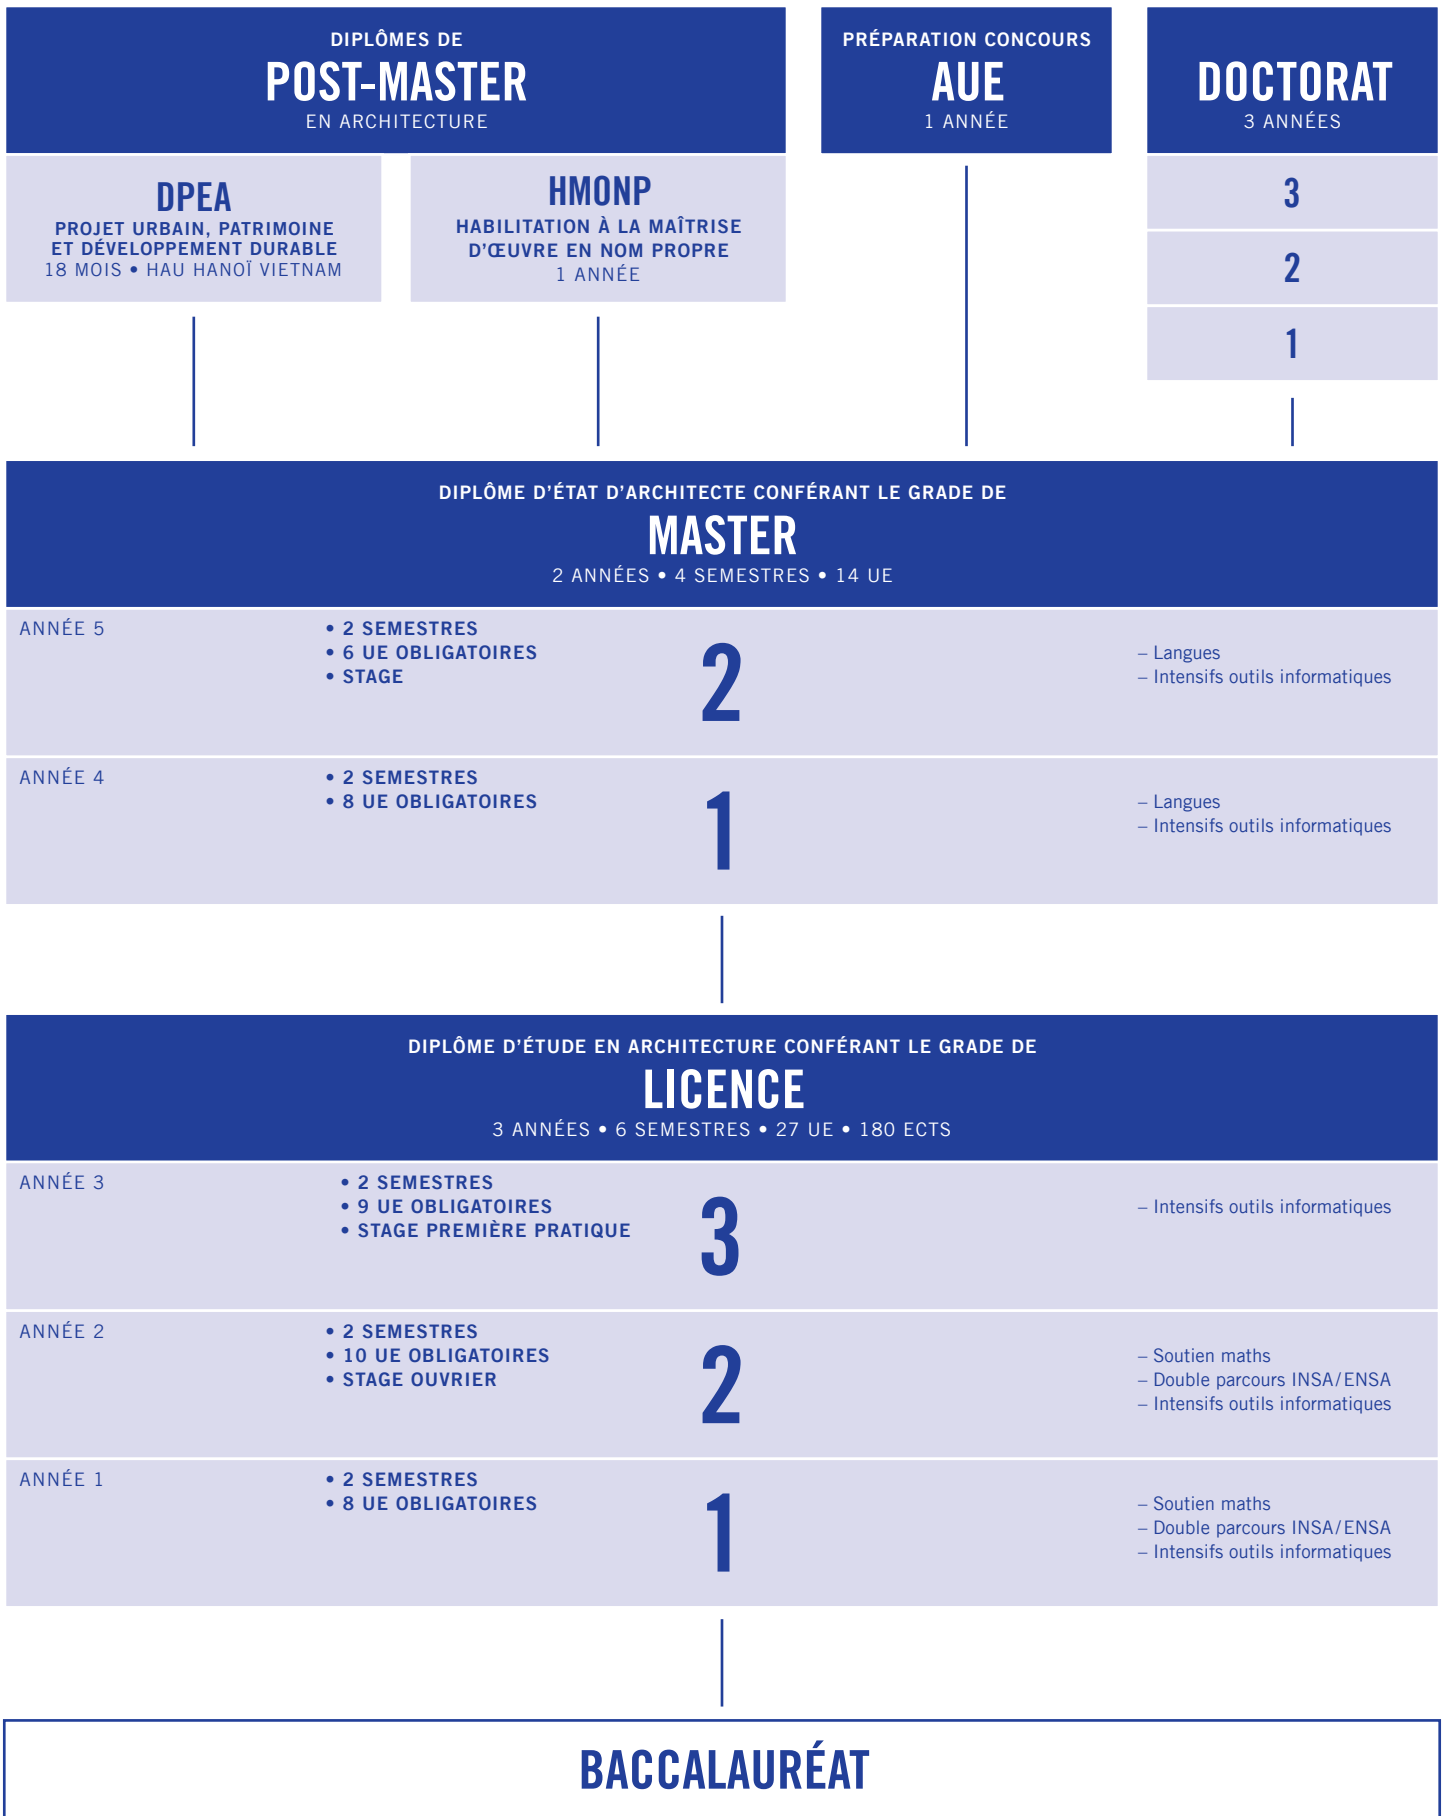 DIPLÔMES DE
POST-MASTER
EN ARCHITECTURE
DPEA
PROJET URBAIN, PATRIMOINE
ET DÉVELOPPEMENT DURABLE
18 MOIS • HAU HANOÏ VIETNAM
HMONP
HABILITATION À LA MAÎTRISE
D’ŒUVRE EN NOM PROPRE
1 ANNÉE
PRÉPARATION CONCOURS
AUE
1 ANNÉE
DOCTORAT
3 ANNÉES
3
2
1
DIPLÔME D’ÉTAT D’ARCHITECTE CONFÉRANT LE GRADE DE
MASTER
2 ANNÉES • 4 SEMESTRES • 14 UE
ANNÉE 5
• 2 SEMESTRES
• 6 UE OBLIGATOIRES
• STAGE
2
– Langues
– Intensifs outils informatiques
ANNÉE 4
• 2 SEMESTRES
• 8 UE OBLIGATOIRES
1
– Langues
– Intensifs outils informatiques
DIPLÔME D’ÉTUDE EN ARCHITECTURE CONFÉRANT LE GRADE DE
LICENCE
3 ANNÉES • 6 SEMESTRES • 27 UE • 180 ECTS
ANNÉE 3
• 2 SEMESTRES
• 9 UE OBLIGATOIRES
• STAGE PREMIÈRE PRATIQUE
3
– Intensifs outils informatiques
ANNÉE 2
• 2 SEMESTRES
• 10 UE OBLIGATOIRES
• STAGE OUVRIER
2
– Soutien maths
– Double parcours INSA/ENSA
– Intensifs outils informatiques
ANNÉE 1
• 2 SEMESTRES
• 8 UE OBLIGATOIRES
1
– Soutien maths
– Double parcours INSA/ENSA
– Intensifs outils informatiques
BACCALAURÉAT